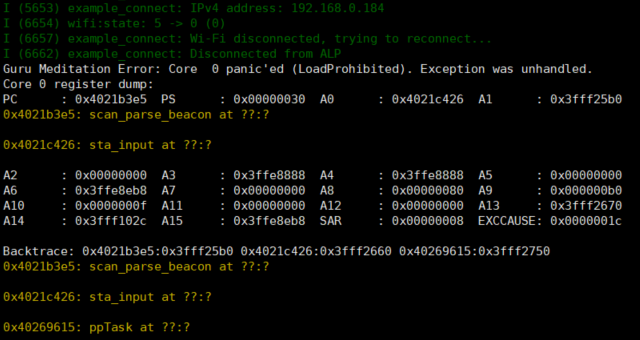 I (5653) example_connect: IPv4 address: 192.168.0.184
I (6654) wifi:state: 5 -> 0 (0)
I (6657) example_connect: Wi-Fi disconnected, trying to reconnect...
I (6662) example_connect: Disconnected from ALP
Guru Meditation Error: Core  0 panic'ed (LoadProhibited). Exception was unhandled.
Core 0 register dump:
PC      : 0x4021b3e5  PS      : 0x00000030  A0      : 0x4021c426  A1      : 0x3fff25b0
0x4021b3e5: scan_parse_beacon at ??:?
0x4021c426: sta_input at ??:?
A2      : 0x00000000  A3      : 0x3ffe8888  A4      : 0x3ffe8888  A5      : 0x00000000
A6      : 0x3ffe8eb8  A7      : 0x00000000  A8      : 0x00000080  A9      : 0x000000b0
A10     : 0x0000000f  A11     : 0x00000000  A12     : 0x00000000  A13     : 0x3fff2670
A14     : 0x3fff102c  A15     : 0x3ffe8eb8  SAR     : 0x00000008  EXCCAUSE: 0x0000001c
Backtrace: 0x4021b3e5:0x3fff25b0 0x4021c426:0x3fff2660 0x40269615:0x3fff2750
0x4021b3e5: scan_parse_beacon at ??:?
0x4021c426: sta_input at ??:?
0x40269615: ppTask at ??:?